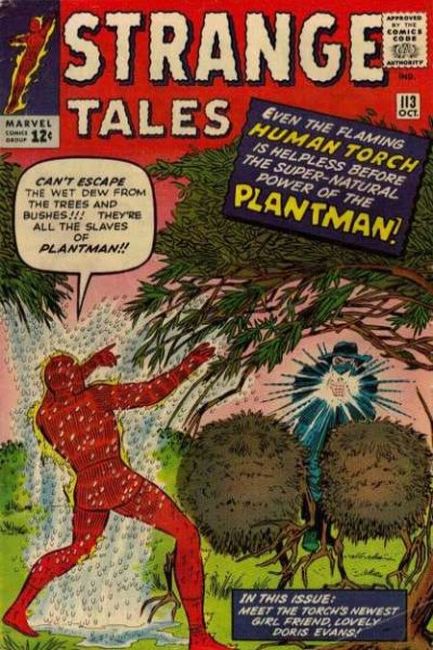 STRANGE
TALES
APPROVED
BY THE
COMICS
CODE
AUTHORITY
MARVEL
COMICS
GROUP
12¢
IND.
113
OCT.
EVEN THE FLAMING
HUMAN TORCH
IS HELPLESS BEFORE
THE SUPER-NATURAL
POWER OF THE
PLANTMAN!
CAN'T ESCAPE
THE WET DEW FROM
THE TREES AND
BUSHES!!! THEY'RE
ALL THE SLAVES
OF
PLANTMAN!!
IN THIS ISSUE:
MEET THE TORCH'S NEWEST
GIRL FRIEND, LOVELY
DORIS EVANS!